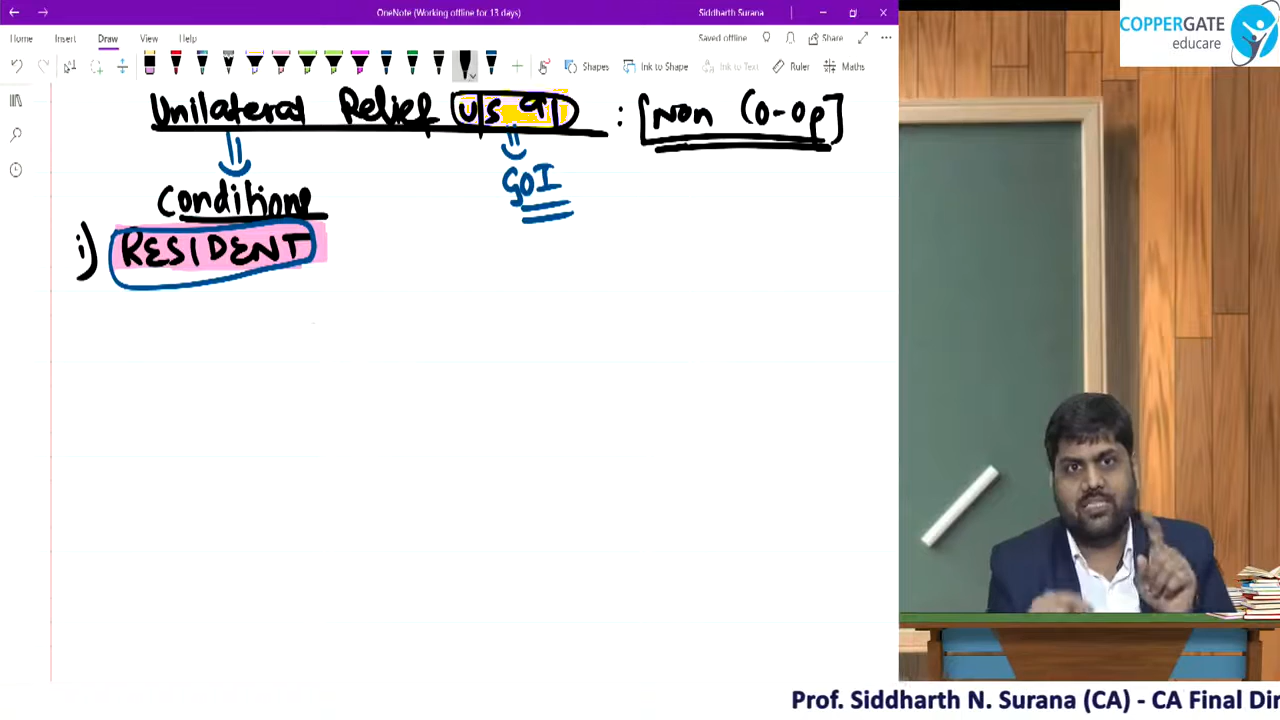 OneNote (Working offline for 13 days)
Siddharth Surana
COPPERGATE
educare
Home Insert Draw View Help
Saved offline
Share
Shapes
Ink to Shape
Ink to Text
Ruler
Maths
Unilateral Relief U/S 91 : [Non Co-op]
GOI
Conditions
i) RESIDENT
Prof. Siddharth N. Surana (CA) - CA Final Dir